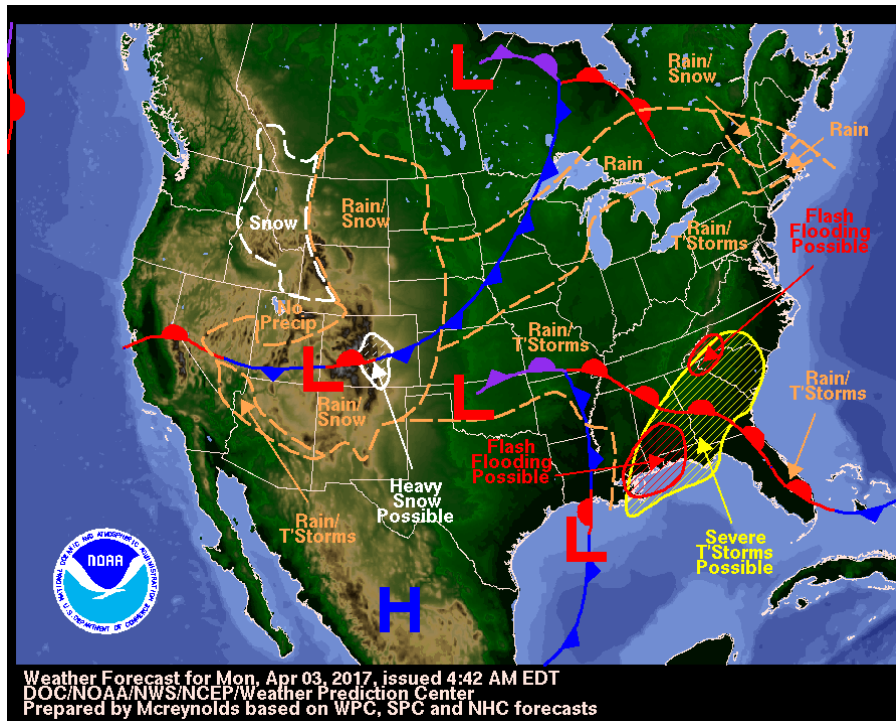 L
Rain/
Snow
Rain
Rain
Snow
Rain/
Snow
Rain/
T'Storms
Flash
Flooding
Possible
No
Precip
Rain/
T'Storms
L
Rain/
Snow
L
Rain/
T'Storms
Flash
Flooding
Possible
Heavy
Snow
Possible
Rain/
T'Storms
L
Severe
T'Storms
Possible
H
NATIONAL OCEANIC AND ATMOSPHERIC ADMINISTRATION
NOAA
U.S. DEPARTMENT OF COMMERCE
Weather Forecast for Mon, Apr 03, 2017, issued 4:42 AM EDT
DOC/NOAA/NWS/NCEP/Weather Prediction Center
Prepared by Mcreynolds based on WPC, SPC and NHC forecasts